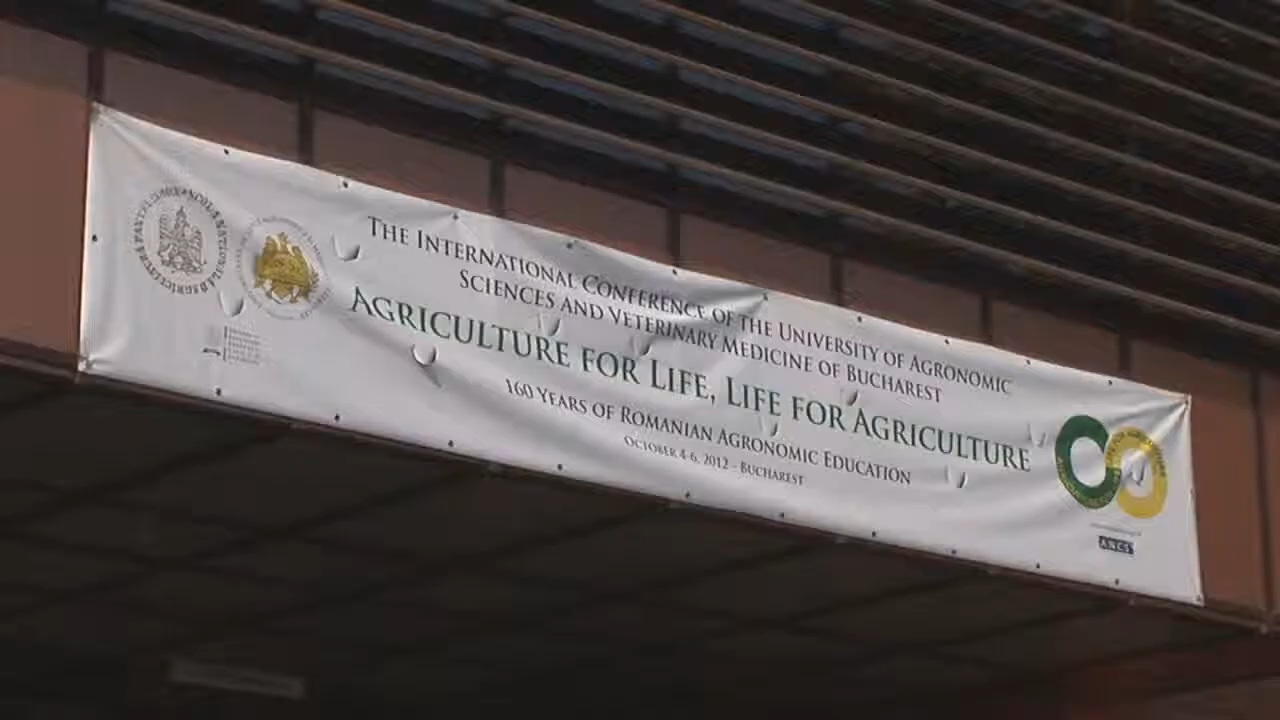 THE INTERNATIONAL CONFERENCE OF THE UNIVERSITY OF AGRONOMIC
SCIENCES AND VETERINARY MEDICINE OF BUCHAREST
AGRICULTURE FOR LIFE, LIFE FOR AGRICULTURE
160 YEARS OF ROMANIAN AGRONOMIC EDUCATION
OCTOBER 4-6, 2012 - BUCHAREST
ANCS